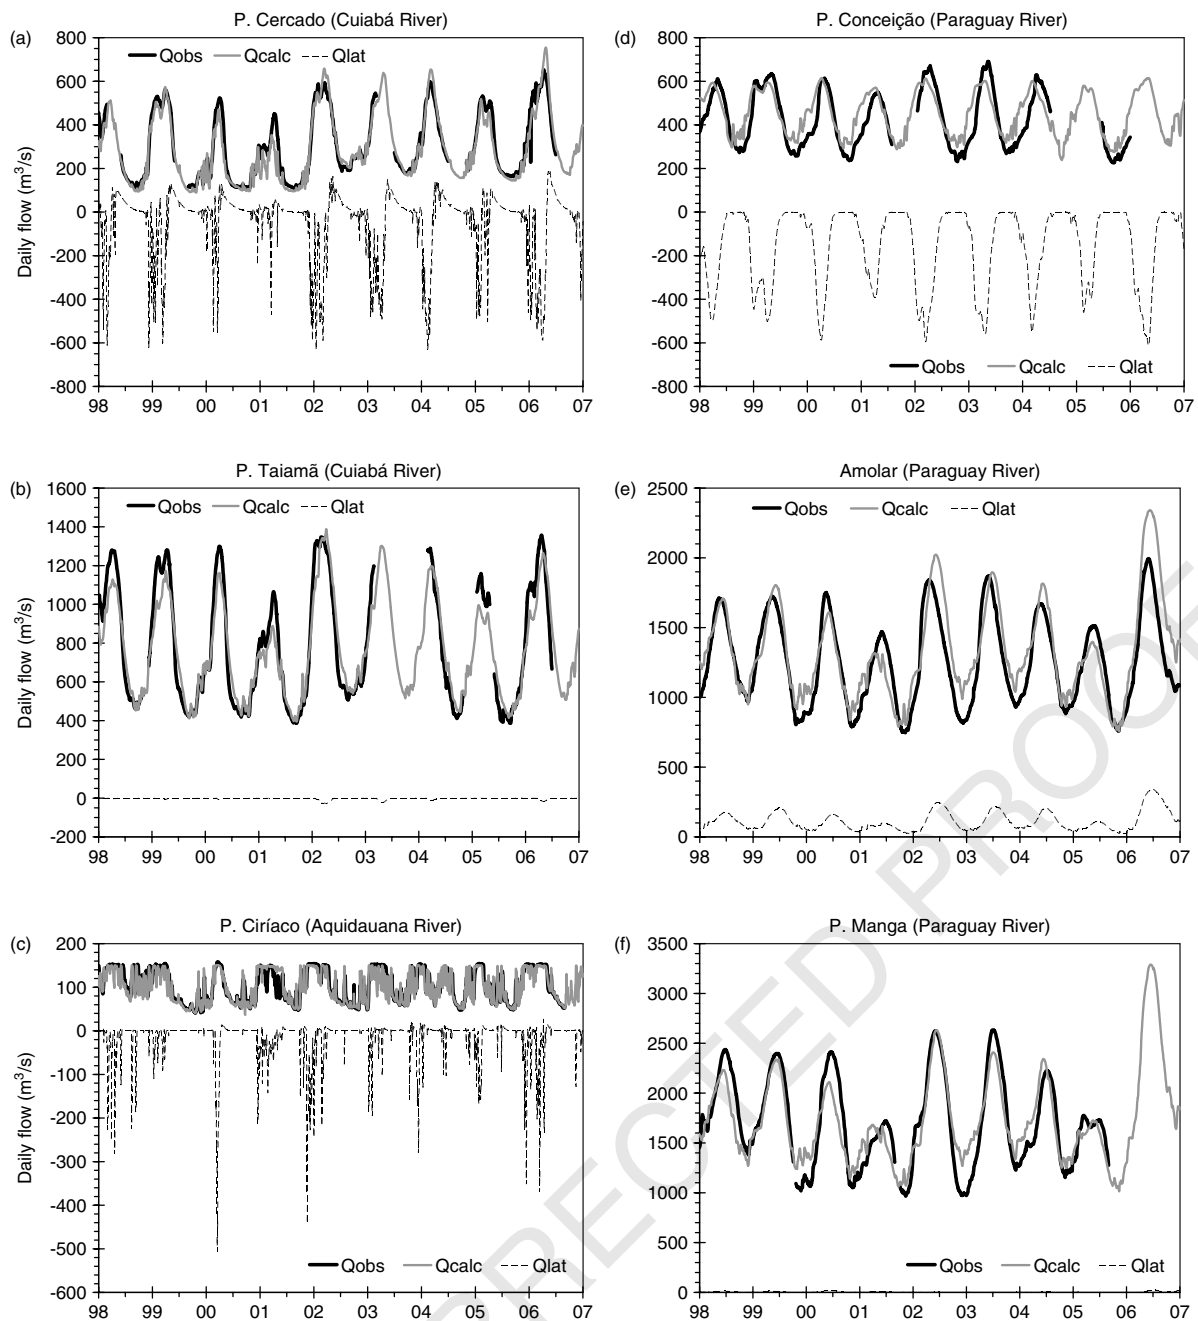 P. Cercado (Cuiabá River)
(a)
Qobs Qcalc Qlat
Daily flow (m³/s)
800
600
400
200
0
-200
-400
-600
-800
98 99 00 01 02 03 04 05 06 07
P. Conceição (Paraguay River)
(d)
800
600
400
200
0
-200
-400
-600
-800
Qobs Qcalc Qlat
98 99 00 01 02 03 04 05 06 07
P. Taiamã (Cuiabá River)
(b)
Qobs Qcalc Qlat
Daily flow (m³/s)
1600
1400
1200
1000
800
600
400
200
0
-200
98 99 00 01 02 03 04 05 06 07
Amolar (Paraguay River)
(e)
Qobs Qcalc Qlat
2500
2000
1500
1000
500
0
98 99 00 01 02 03 04 05 06 07
P. Ciríaco (Aquidauana River)
(c)
Daily flow (m³/s)
200
100
0
-100
-200
-300
-400
-500
-600
Qobs Qcalc Qlat
98 99 00 01 02 03 04 05 06 07
P. Manga (Paraguay River)
(f)
3500
3000
2500
2000
1500
1000
500
0
Qobs Qcalc Qlat
98 99 00 01 02 03 04 05 06 07
RECTED PROOF